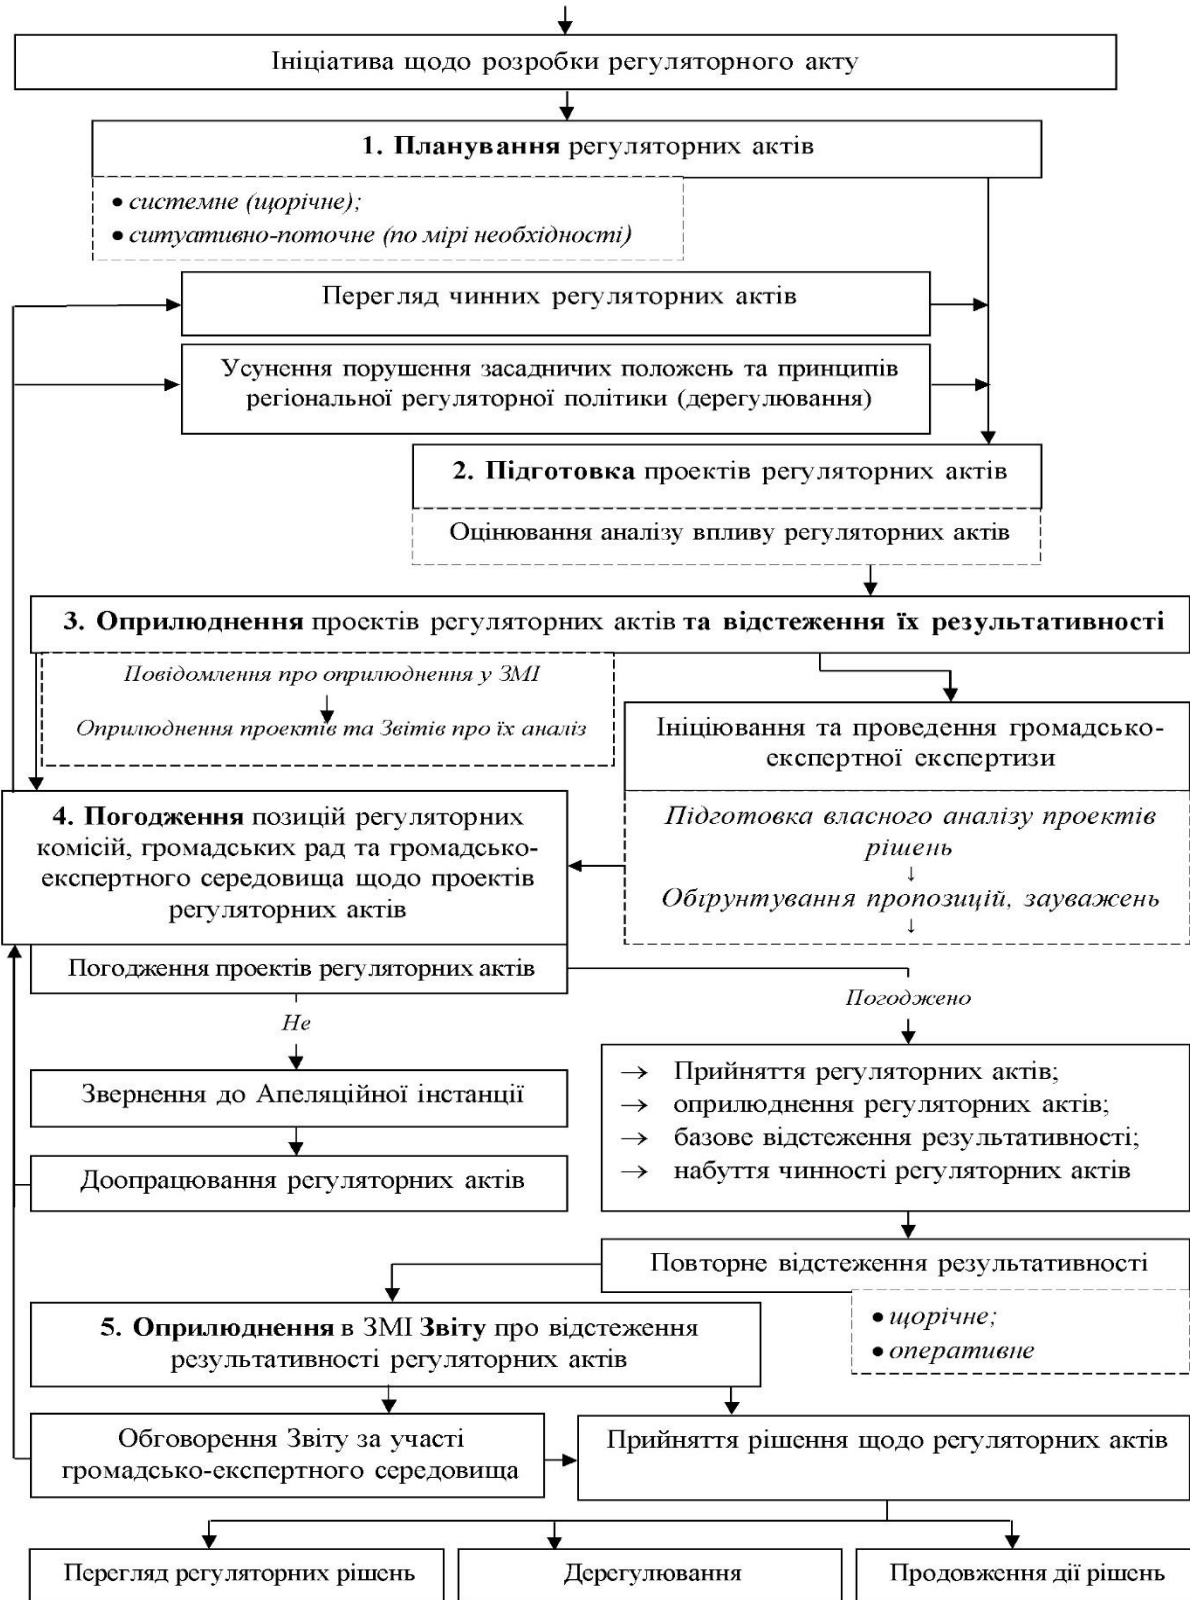 Ініціатива щодо розробки регуляторного акту
1. Планування регуляторних актів
• системне (щорічне);
• ситуативно-поточне (по мірі необхідності)
Перегляд чинних регуляторних актів
Усунення порушення засадничих положень та принципів
регіональної регуляторної політики (дерегулювання)
2. Підготовка проектів регуляторних актів
Оцінювання аналізу впливу регуляторних актів
3. Оприлюднення проєктів регуляторних актів та відстеження їх результативності
Повідомлення про оприлюднення у ЗМІ
Оприлюднення проектів та Звітів про їх аналіз
Ініціювання та проведення громадсько-
експертної експертизи
Підготовка власного аналізу проектів
рішень
↓
Обґрунтування пропозицій, зауважень
↓
4. Погодження позицій регуляторних
комісій, громадських рад та громадсько-
експертного середовища щодо проектів
регуляторних актів
Погодження проектів регуляторних актів
Не
Погоджено
Звернення до Апеляційної інстанції
Доопрацювання регуляторних актів
→ Прийняття регуляторних актів;
→ оприлюднення регуляторних актів;
→ базове відстеження результативності;
→ набуття чинності регуляторних актів
Повторне відстеження результативності
• щорічне;
• оперативне
5. Оприлюднення в ЗМІ Звіту про відстеження
результативності регуляторних актів
Обговорення Звіту за участі
громадсько-експертного середовища
Прийняття рішення щодо регуляторних актів
Перегляд регуляторних рішень
Дерегулювання
Продовження дії рішень